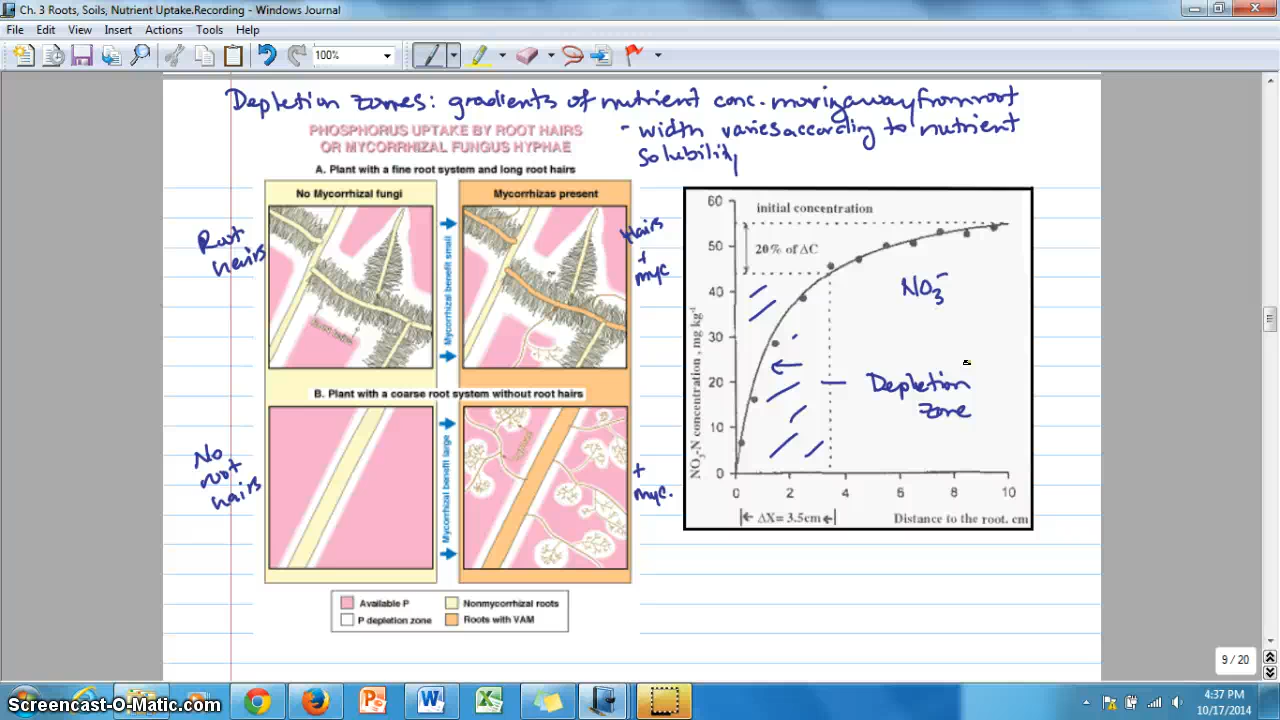 Ch. 3 Roots, Soils, Nutrient Uptake.Recording - Windows Journal
File Edit View Insert Actions Tools Help
100%
Depletion zones: gradients of nutrient conc. moving away from root
- width varies according to nutrient
solubility
PHOSPHORUS UPTAKE BY ROOT HAIRS
OR MYCORRHIZAL FUNGUS HYPHAE
A. Plant with a fine root system and long root hairs
No Mycorrhizal fungi
Mycorrhizas present
Root
hairs
Mycorrhizal benefit small
Hairs
+
myc
B. Plant with a coarse root system without root hairs
No
root
hairs
Mycorrhizal benefit large
+
myc.
Available P
Nonmycorrhizal roots
P depletion zone
Roots with VAM
60
50
40
30
20
10
0
NO3-N concentration, mg kg-1
initial concentration
20% of ΔC
NO3-
Depletion
zone
0 2 4 6 8 10
ΔX= 3.5cm
Distance to the root. cm
9 / 20
Screencast-O-Matic.com
4:37 PM
10/17/2014